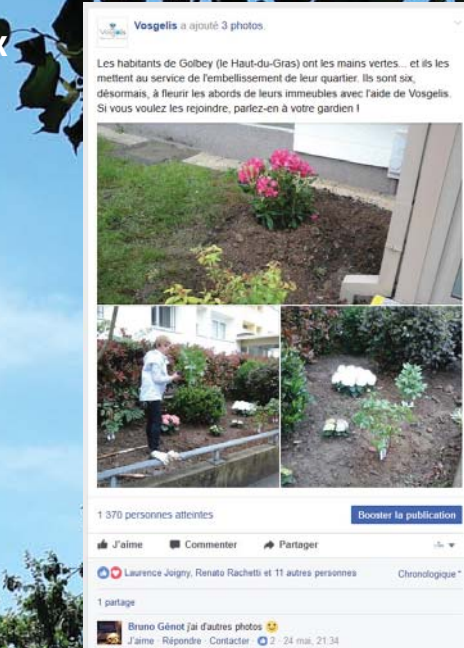 x
Vosgelis a ajouté 3 photos.
Les habitants de Golbey (le Haut-du-Gras) ont les mains vertes... et ils les
mettent au service de l'embellissement de leur quartier. Ils sont six,
désormais, à fleurir les abords de leurs immeubles avec l'aide de Vosgelis.
Si vous voulez les rejoindre, parlez-en à votre gardien !
1 370 personnes atteintes
Booster la publication
J'aime Commenter Partager
Laurence Joigny, Renato Rachetti et 11 autres personnes
Chronologique
1 partage
Bruno Génot j'ai d'autres photos
J'aime · Répondre · Contacter · 2 · 24 mai, 21:34